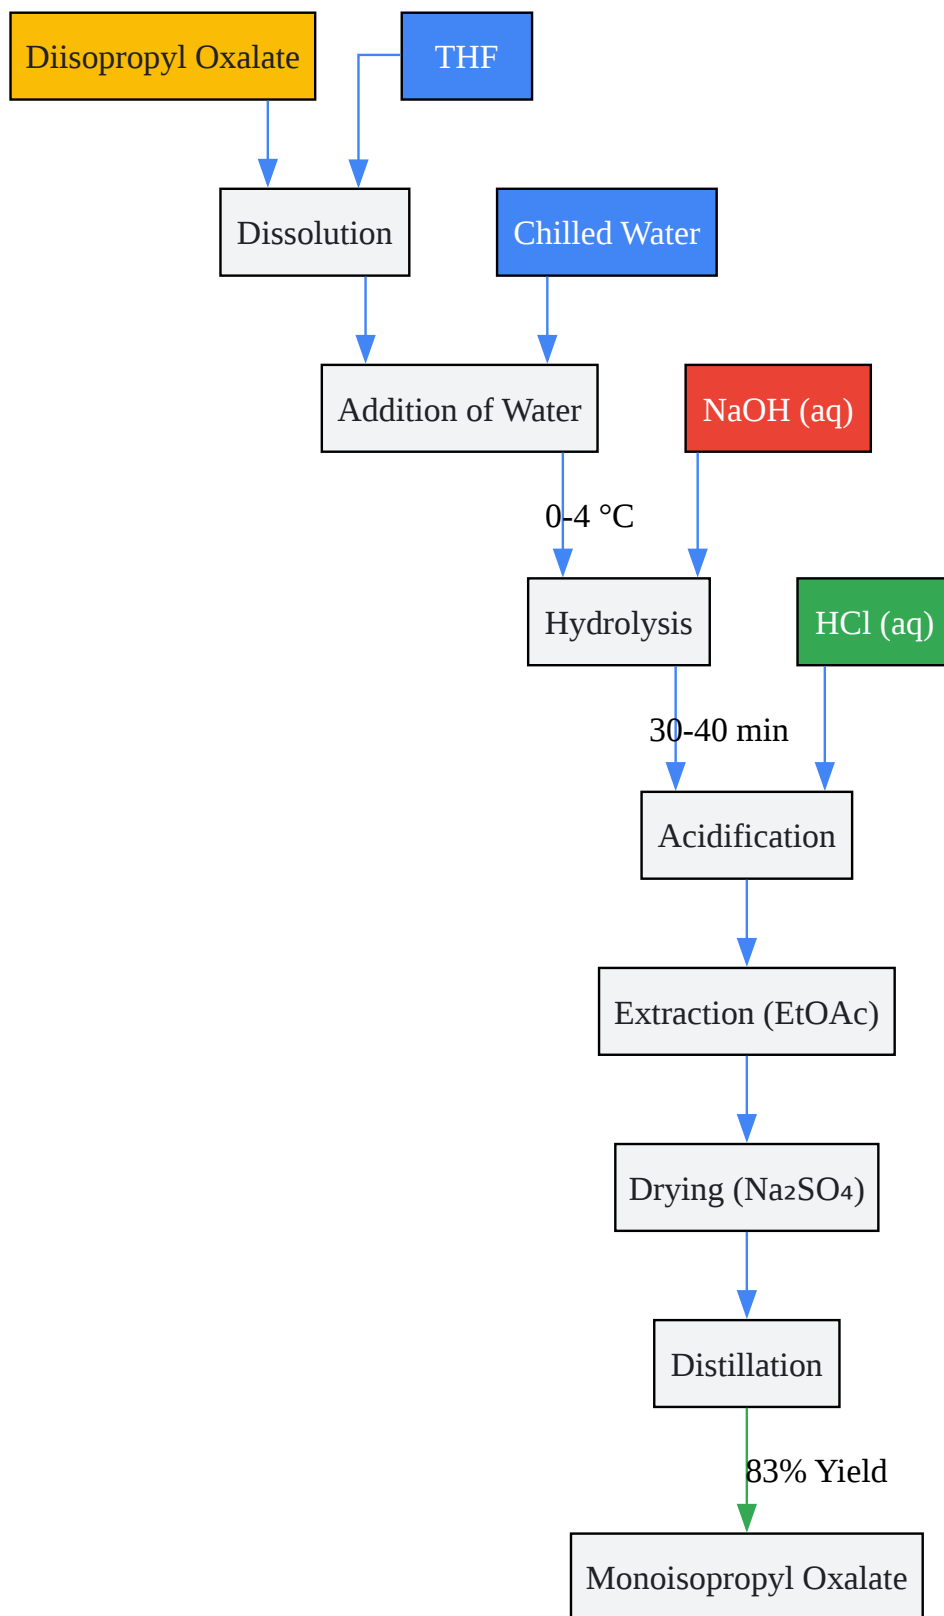 Diisopropyl Oxalate
THF
Dissolution
Chilled Water
Addition of Water
NaOH (aq)
0-4 °C
Hydrolysis
HCl (aq)
30-40 min
Acidification
Extraction (EtOAc)
Drying (Na₂SO₄)
Distillation
83% Yield
Monoisopropyl Oxalate